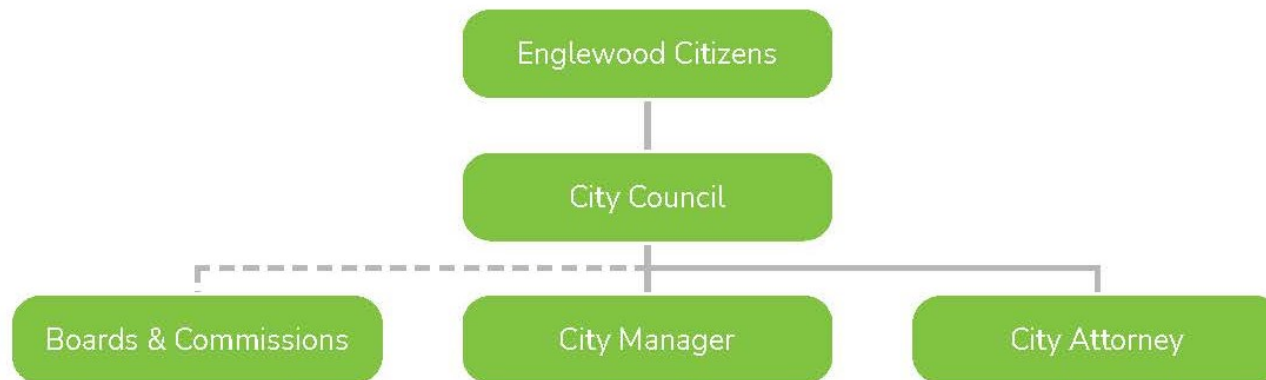 Englewood Citizens
City Council
Boards & Commissions
City Manager
City Attorney